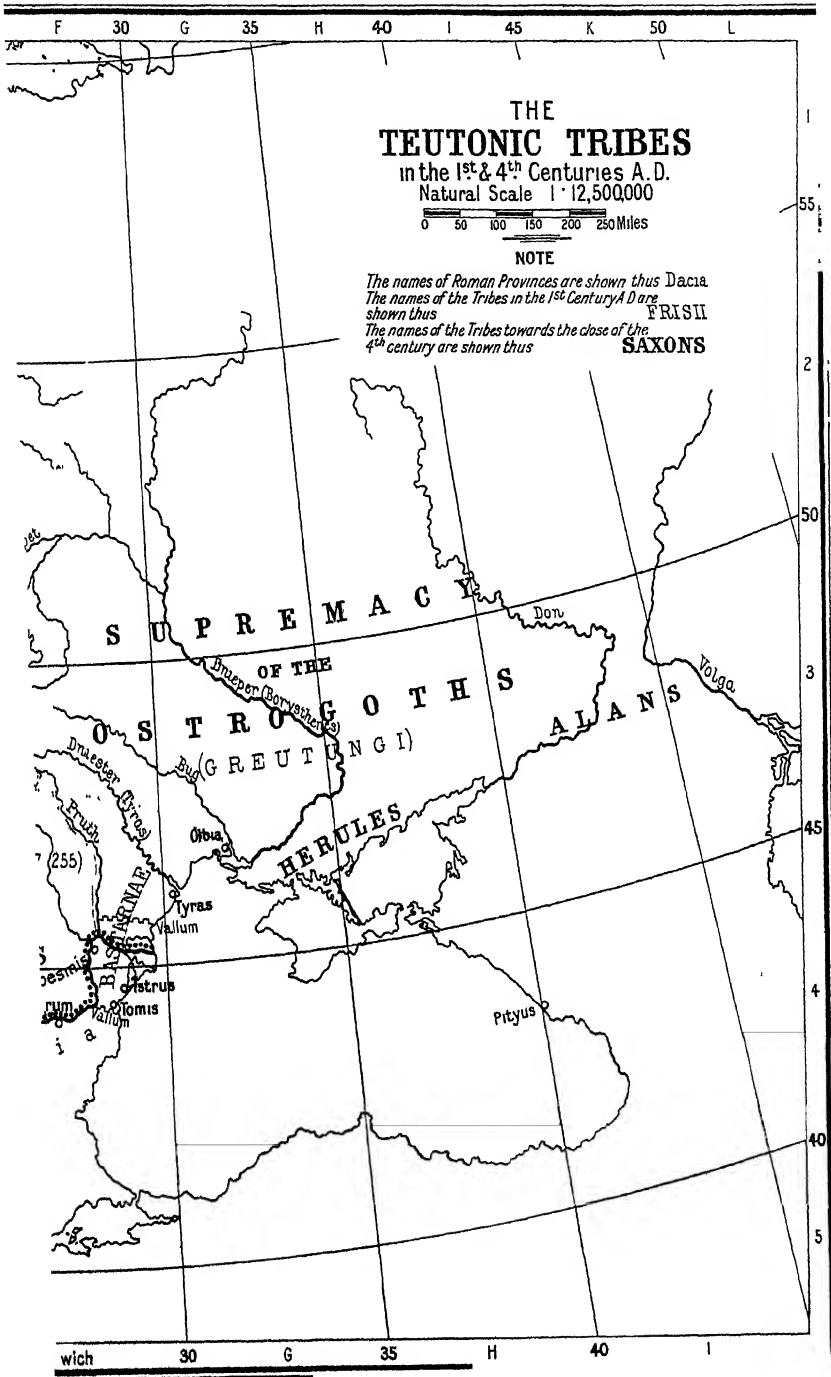 F 30 G 35 H 40 I 45 K 50 L
THE
TEUTONIC TRIBES
in the 1st & 4th Centuries A.D.
Natural Scale 1 : 12,500,000
0 50 100 150 200 250 Miles
NOTE
The names of Roman Provinces are shown thus Dacia
The names of the Tribes in the 1st Century A D are
shown thus FRISII
The names of the Tribes towards the close of the
4th century are shown thus SAXONS
1
55
2
50
3
45
4
40
5
SUPREMACY
OF THE
OSTROGOTHS
(GREUTUNGI)
Don
Volga
ALANS
Dnieper (Borysthenes)
Bug
Dniester (Tyras)
Pruth
(255)
Olbia
HERULES
BASTARNAE
Tyras
Vallum
Istrus
Tomis
Vallum
rum
i a
Pityus
wich 30 G 35 H 40 I